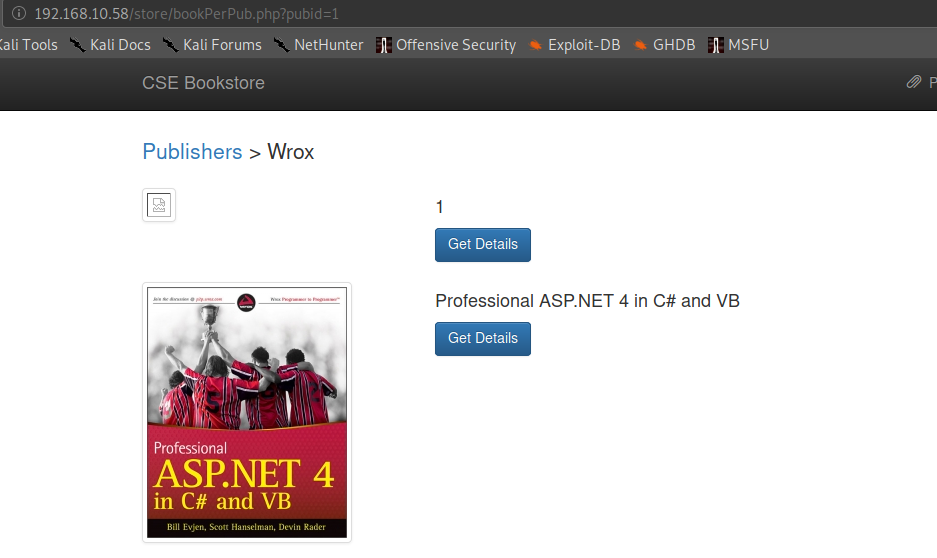 192.168.10.58/store/bookPerPub.php?pubid=1
Kali Tools Kali Docs Kali Forums NetHunter Offensive Security Exploit-DB GHDB MSFU
CSE Bookstore P
Publishers > Wrox
1
Get Details
Professional ASP.NET 4 in C# and VB
Get Details
Join the discussion @ p2p.wrox.com
Wrox Programmer to Programmer™
Professional
ASP.NET 4
in C# and VB
Bill Evjen, Scott Hanselman, Devin Rader